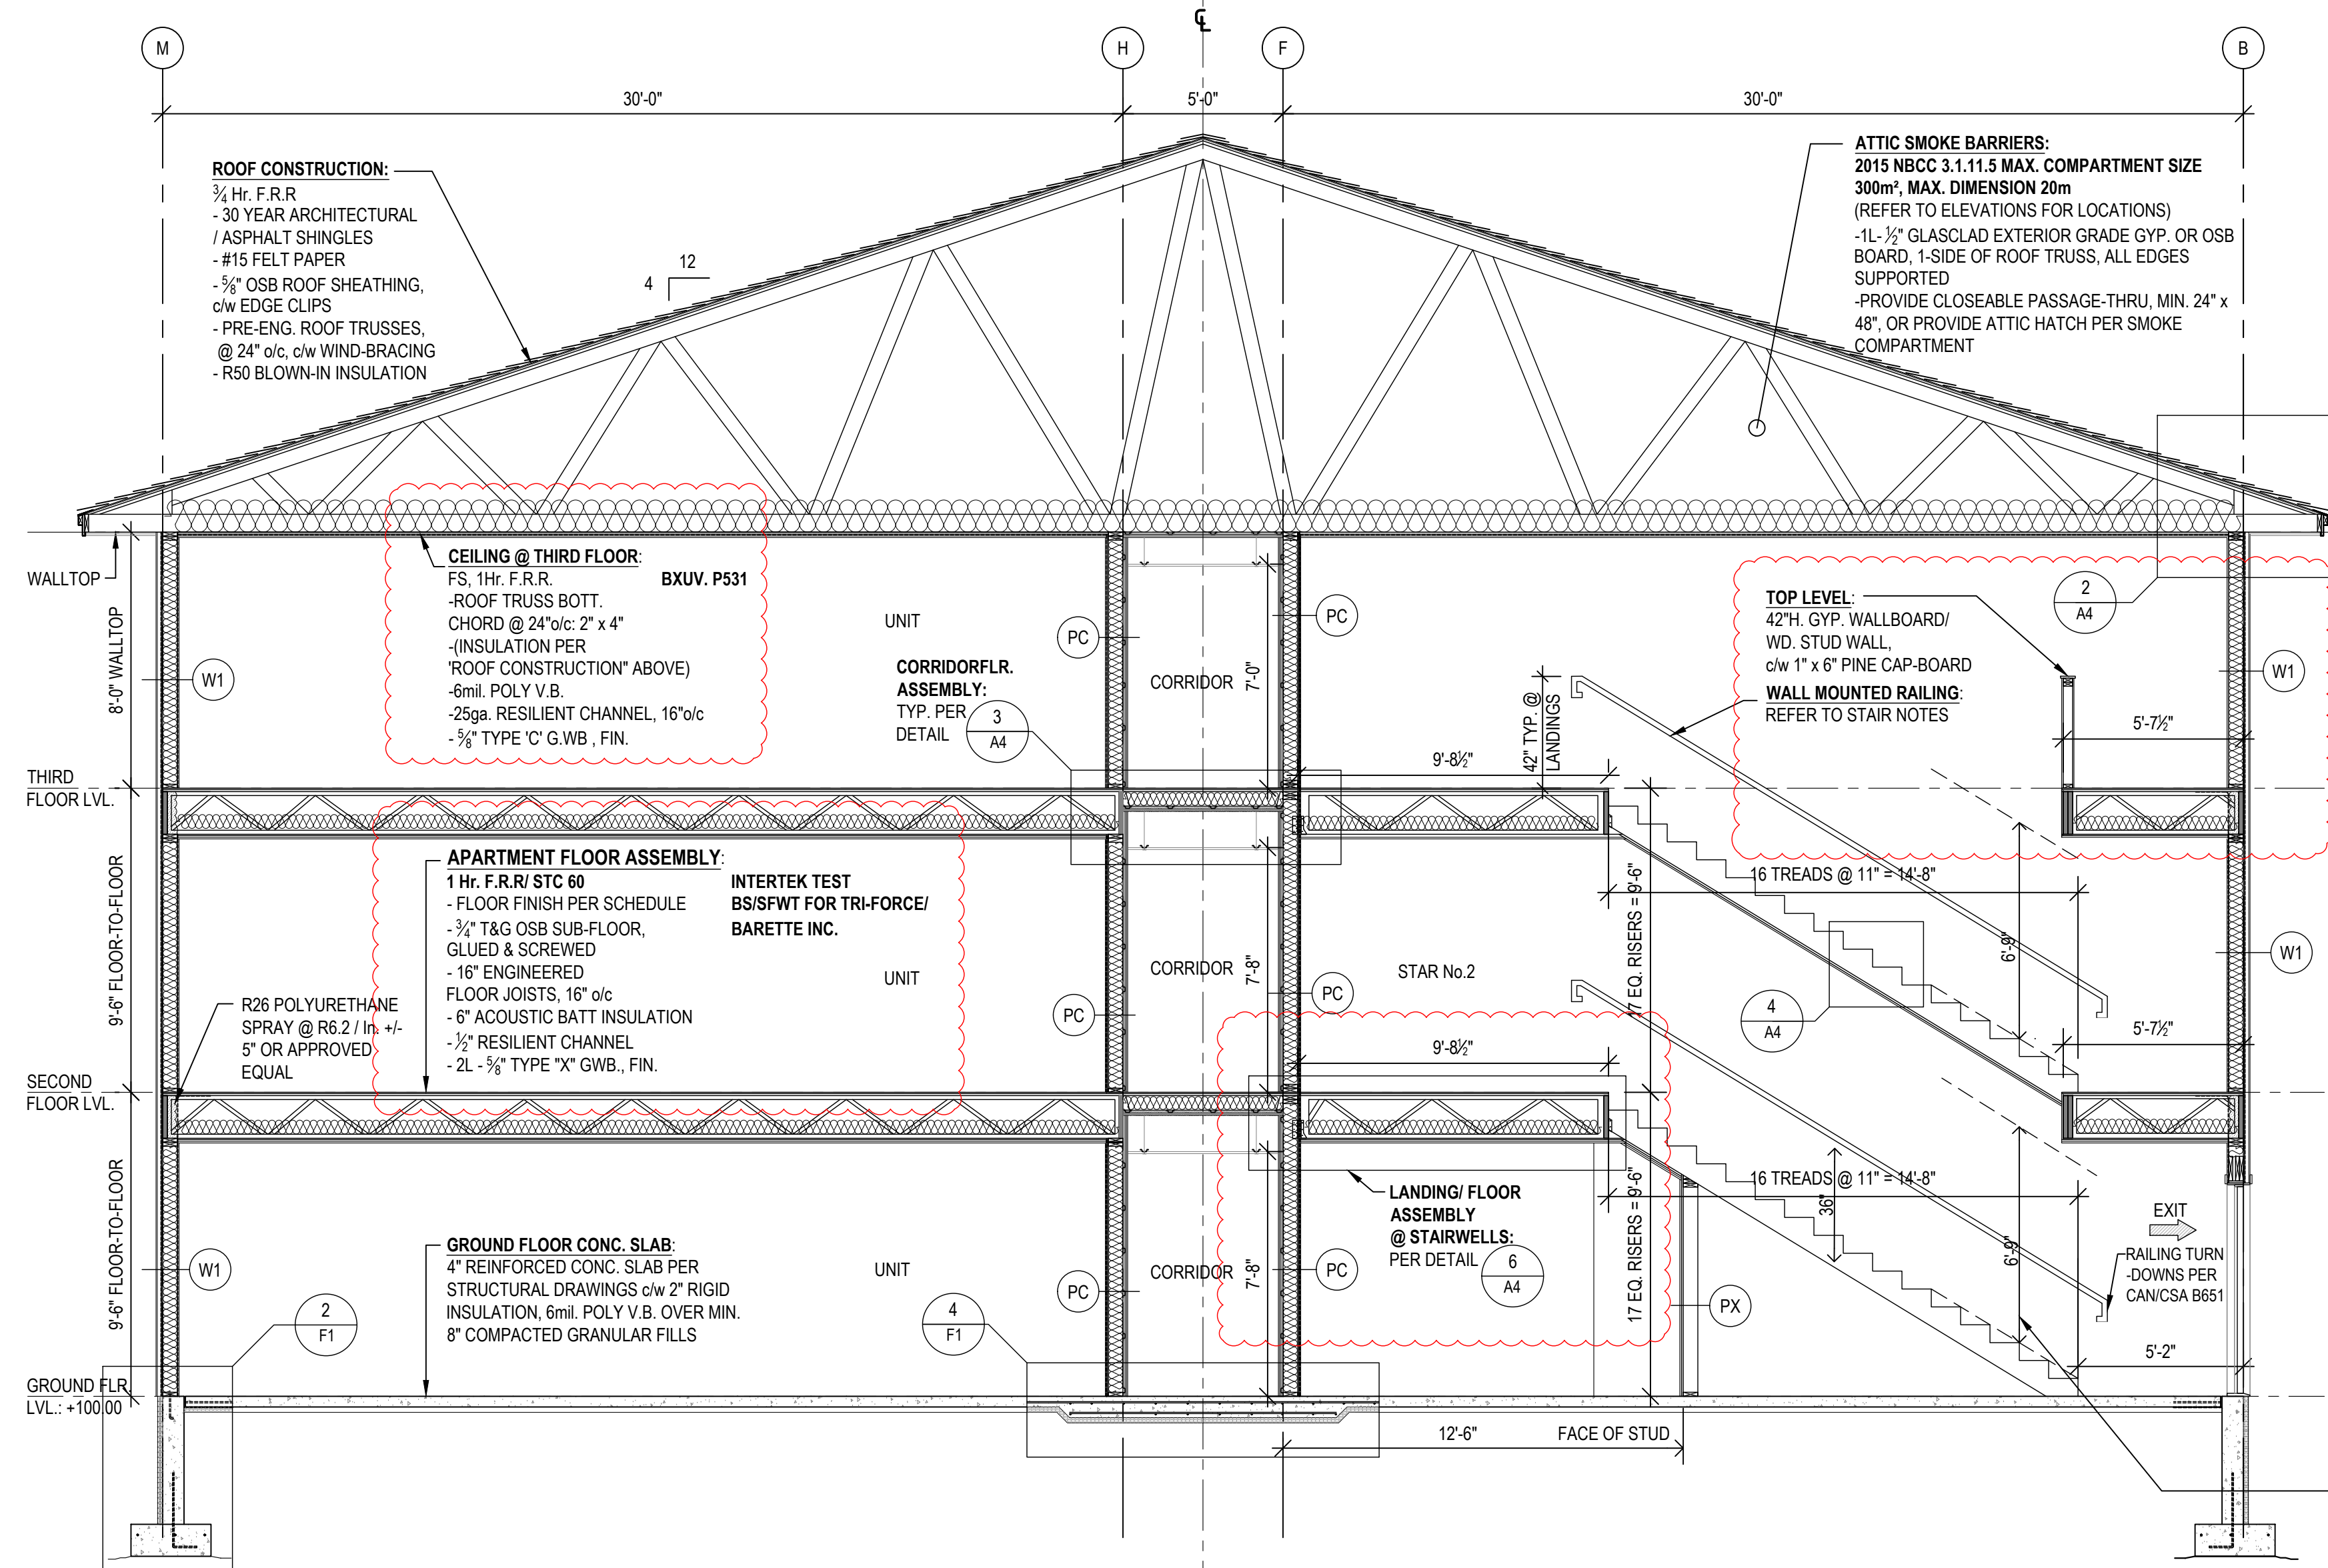 ℄
M
H
F
B
30'-0"
5'-0"
30'-0"
ROOF CONSTRUCTION:
¾ Hr. F.R.R
- 30 YEAR ARCHITECTURAL
/ ASPHALT SHINGLES
- #15 FELT PAPER
- ⅝" OSB ROOF SHEATHING,
c/w EDGE CLIPS
- PRE-ENG. ROOF TRUSSES,
@ 24" o/c, c/w WIND-BRACING
- R50 BLOWN-IN INSULATION
12
4
ATTIC SMOKE BARRIERS:
2015 NBCC 3.1.11.5 MAX. COMPARTMENT SIZE
300m², MAX. DIMENSION 20m
(REFER TO ELEVATIONS FOR LOCATIONS)
-1L- ½" GLASCLAD EXTERIOR GRADE GYP. OR OSB
BOARD, 1-SIDE OF ROOF TRUSS, ALL EDGES
SUPPORTED
-PROVIDE CLOSEABLE PASSAGE-THRU, MIN. 24" x
48", OR PROVIDE ATTIC HATCH PER SMOKE
COMPARTMENT
WALLTOP
8'-0" WALLTOP
W1
CEILING @ THIRD FLOOR:
FS, 1Hr. F.R.R.
BXUV. P531
-ROOF TRUSS BOTT.
CHORD @ 24"o/c: 2" x 4"
-(INSULATION PER
'ROOF CONSTRUCTION" ABOVE)
-6mil. POLY V.B.
-25ga. RESILIENT CHANNEL, 16"o/c
- ⅝" TYPE 'C' G.WB , FIN.
UNIT
CORRIDORFLR.
ASSEMBLY:
TYP. PER
DETAIL
3
A4
PC
PC
CORRIDOR
7'-0"
TOP LEVEL:
42"H. GYP. WALLBOARD/
WD. STUD WALL,
c/w 1" x 6" PINE CAP-BOARD
WALL MOUNTED RAILING:
REFER TO STAIR NOTES
2
A4
W1
5'-7½"
42" TYP. @
LANDINGS
9'-8½"
THIRD
FLOOR LVL.
9'-6" FLOOR-TO-FLOOR
APARTMENT FLOOR ASSEMBLY:
1 Hr. F.R.R/ STC 60
- FLOOR FINISH PER SCHEDULE
- ¾" T&G OSB SUB-FLOOR,
GLUED & SCREWED
- 16" ENGINEERED
FLOOR JOISTS, 16" o/c
- 6" ACOUSTIC BATT INSULATION
- ½" RESILIENT CHANNEL
- 2L - ⅝" TYPE "X" GWB., FIN.
INTERTEK TEST
BS/SFWT FOR TRI-FORCE/
BARETTE INC.
UNIT
R26 POLYURETHANE
SPRAY @ R6.2 / In. +/-
5" OR APPROVED
EQUAL
PC
CORRIDOR
7'-8"
PC
STAR No.2
17 EQ. RISERS = 9'-6"
16 TREADS @ 11" = 14'-8"
6'-9"
4
A4
W1
5'-7½"
9'-8½"
SECOND
FLOOR LVL.
9'-6" FLOOR-TO-FLOOR
W1
GROUND FLOOR CONC. SLAB:
4" REINFORCED CONC. SLAB PER
STRUCTURAL DRAWINGS c/w 2" RIGID
INSULATION, 6mil. POLY V.B. OVER MIN.
8" COMPACTED GRANULAR FILLS
UNIT
2
F1
4
F1
PC
CORRIDOR
7'-8"
PC
LANDING/ FLOOR
ASSEMBLY
@ STAIRWELLS:
PER DETAIL
6
A4
17 EQ. RISERS = 9'-6"
PX
16 TREADS @ 11" = 14'-8"
36"
6'-9"
EXIT
RAILING TURN
-DOWNS PER
CAN/CSA B651
5'-2"
GROUND FLR.
LVL.: +100.00
12'-6"
FACE OF STUD